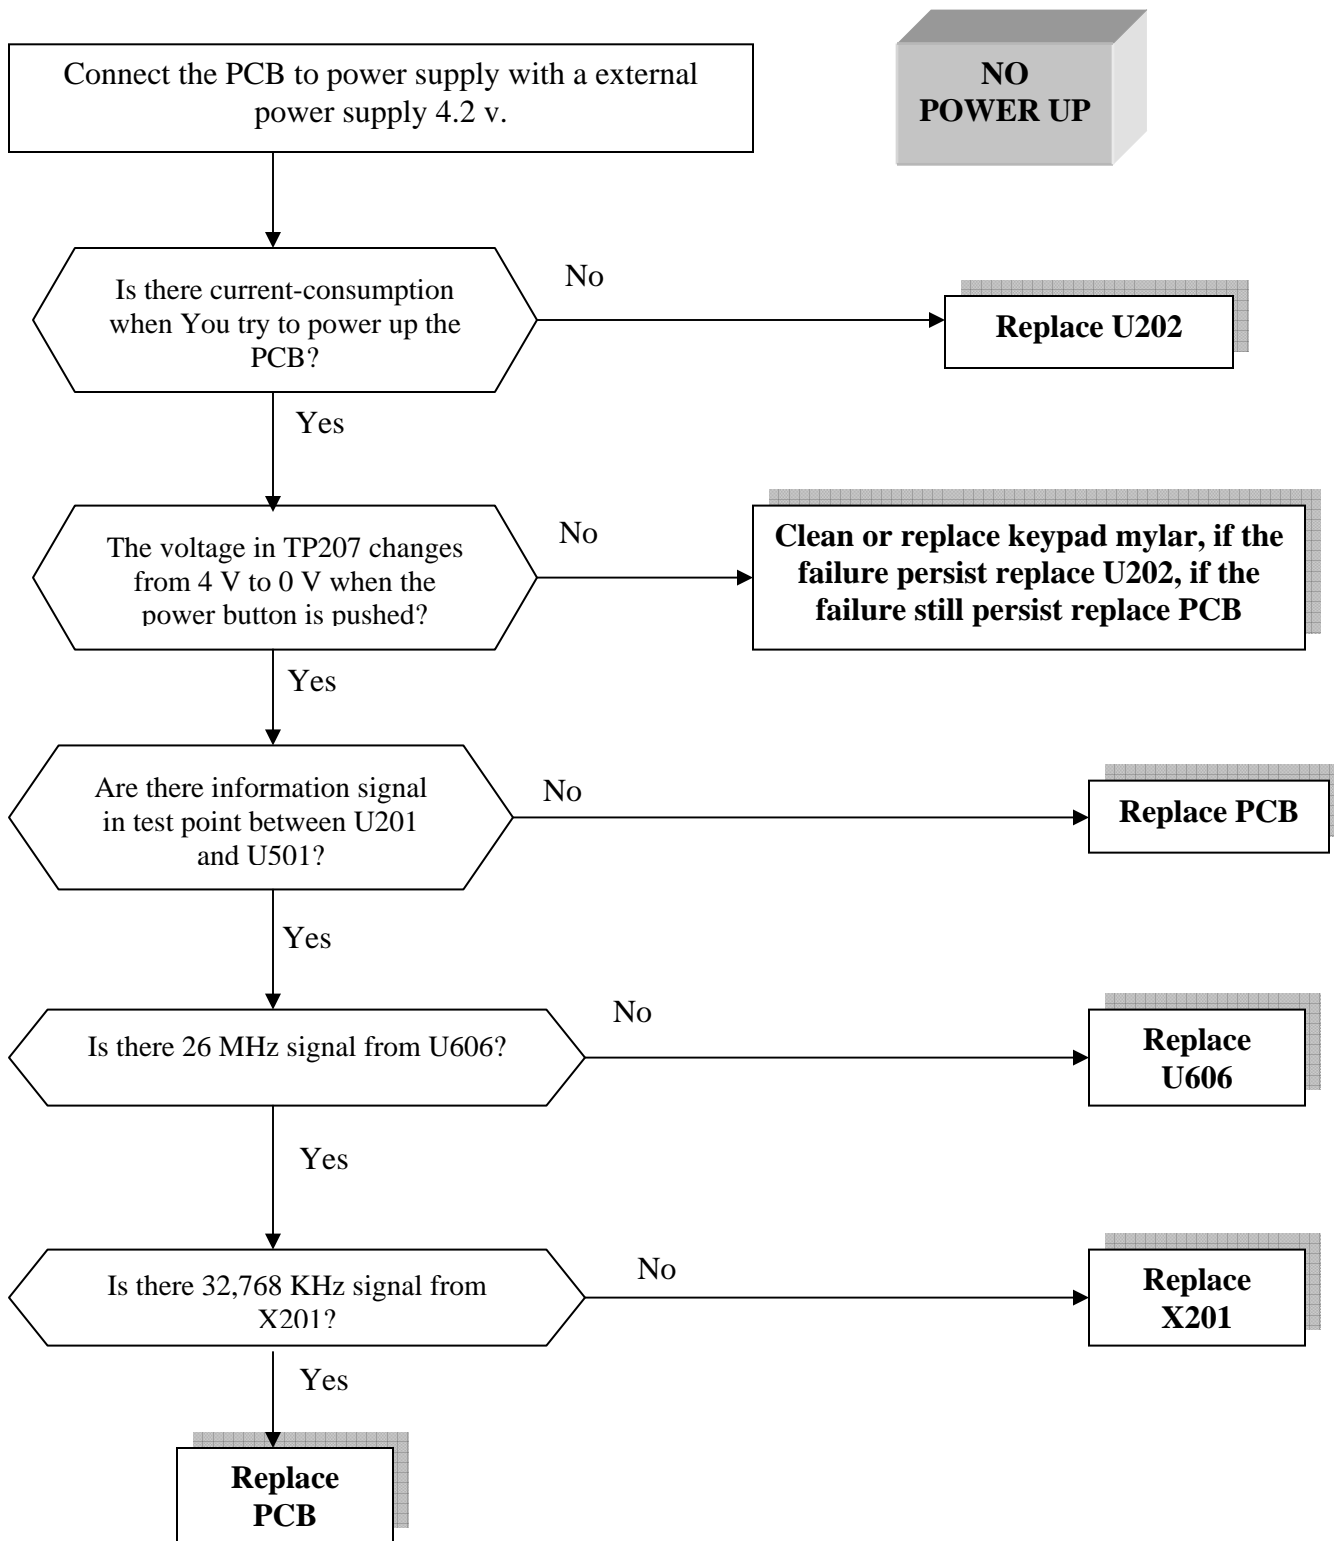 Connect the PCB to power supply with a external
power supply 4.2 v.
NO
POWER UP
Is there current-consumption
when You try to power up the
PCB?
No
Replace U202
Yes
The voltage in TP207 changes
from 4 V to 0 V when the
power button is pushed?
No
Clean or replace keypad mylar, if the
failure persist replace U202, if the
failure still persist replace PCB
Yes
Are there information signal
in test point between U201
and U501?
No
Replace PCB
Yes
Is there 26 MHz signal from U606?
No
Replace
U606
Yes
Is there 32,768 KHz signal from
X201?
No
Replace
X201
Yes
Replace
PCB